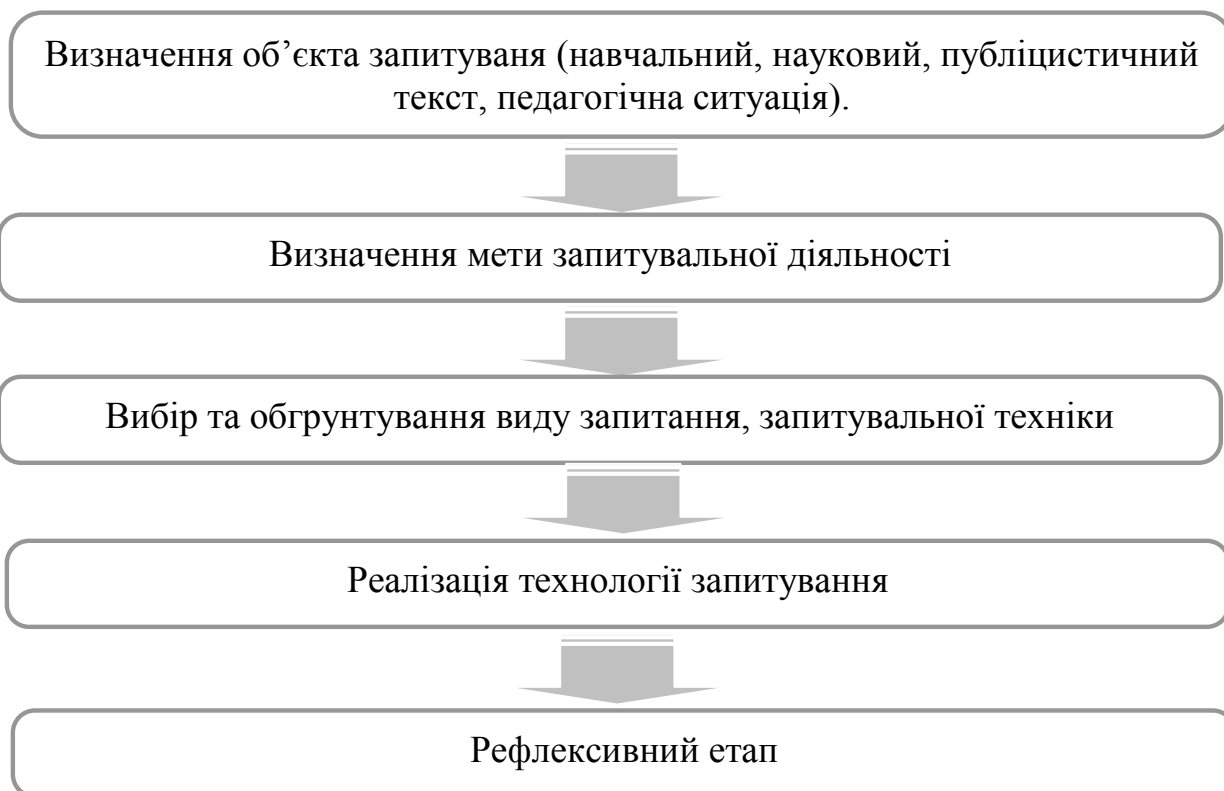 Визначення об’єкта запитуваня (навчальний, науковий, публіцистичний
текст, педагогічна ситуація).
Визначення мети запитувальної діяльності
Вибір та обгрунтування виду запитання, запитувальної техніки
Реалізація технології запитування
Рефлексивний етап